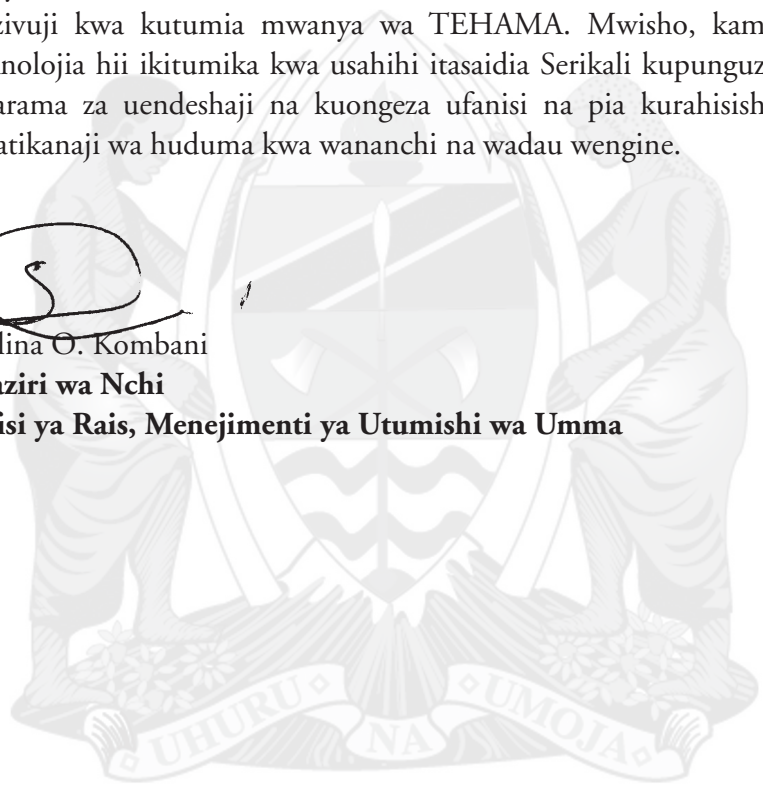 zivuji kwa kutumia mwanya wa TEHAMA. Mwisho, kam
nolojia hii ikitumika kwa usahihi itasaidia Serikali kupunguz
arama za uendeshaji na kuongeza ufanisi na pia kurahisish
atikanaji wa huduma kwa wananchi na wadau wengine.
lina O. Kombani
aziri wa Nchi
isi ya Rais, Menejimenti ya Utumishi wa Umma
UHURU NA UMOJA